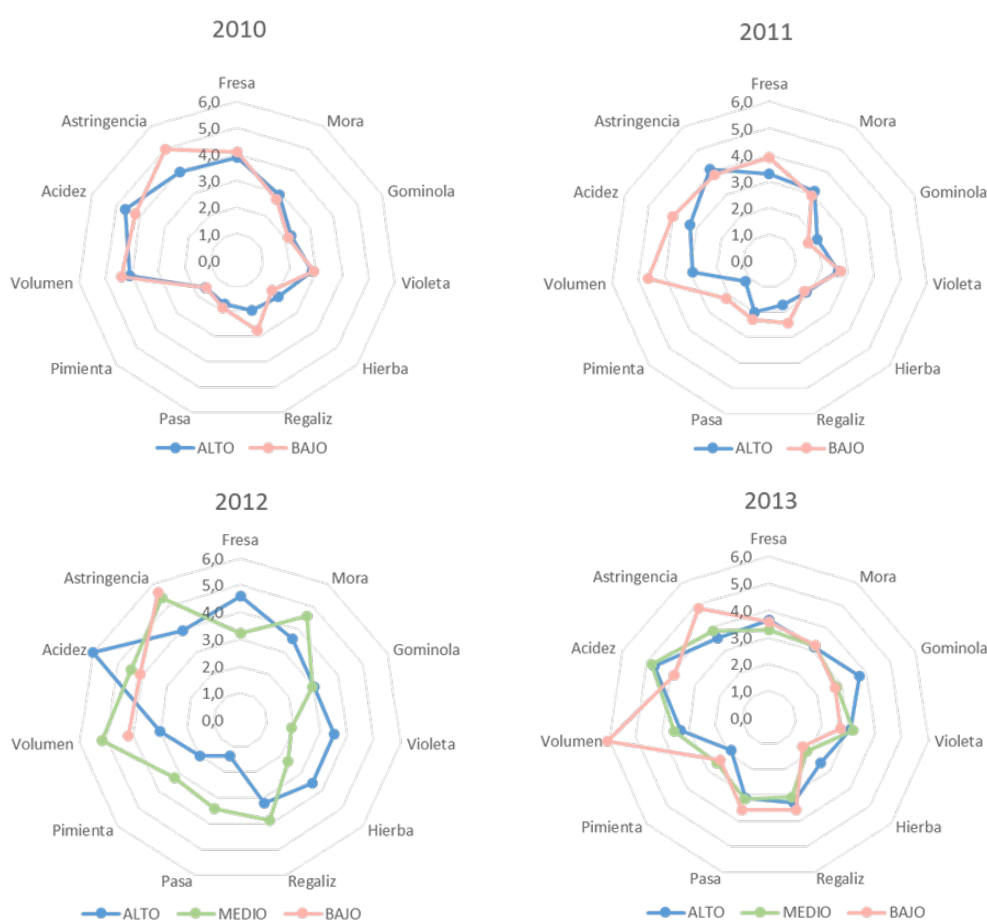 2010
Fresa
6,0
5,0
4,0
3,0
2,0
1,0
0,0
Mora
Gominola
Violeta
Hierba
Regaliz
Pasa
Pimienta
Volumen
Acidez
Astringencia
ALTO BAJO
2011
Fresa
6,0
5,0
4,0
3,0
2,0
1,0
0,0
Mora
Gominola
Violeta
Hierba
Regaliz
Pasa
Pimienta
Volumen
Acidez
Astringencia
ALTO BAJO
2012
Fresa
6,0
5,0
4,0
3,0
2,0
1,0
0,0
Mora
Gominola
Violeta
Hierba
Regaliz
Pasa
Pimienta
Volumen
Acidez
Astringencia
ALTO MEDIO BAJO
2013
Fresa
6,0
5,0
4,0
3,0
2,0
1,0
0,0
Mora
Gominola
Violeta
Hierba
Regaliz
Pasa
Pimienta
Volumen
Acidez
Astringencia
ALTO MEDIO BAJO